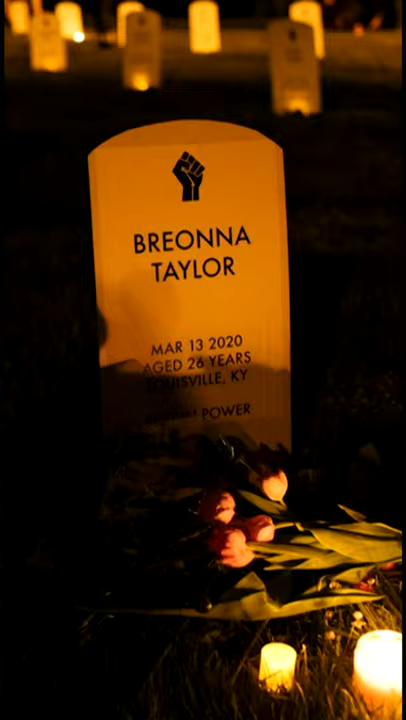 BREONNA
TAYLOR
MAR 13 2020
AGED 26 YEARS
LOUISVILLE, KY
POWER